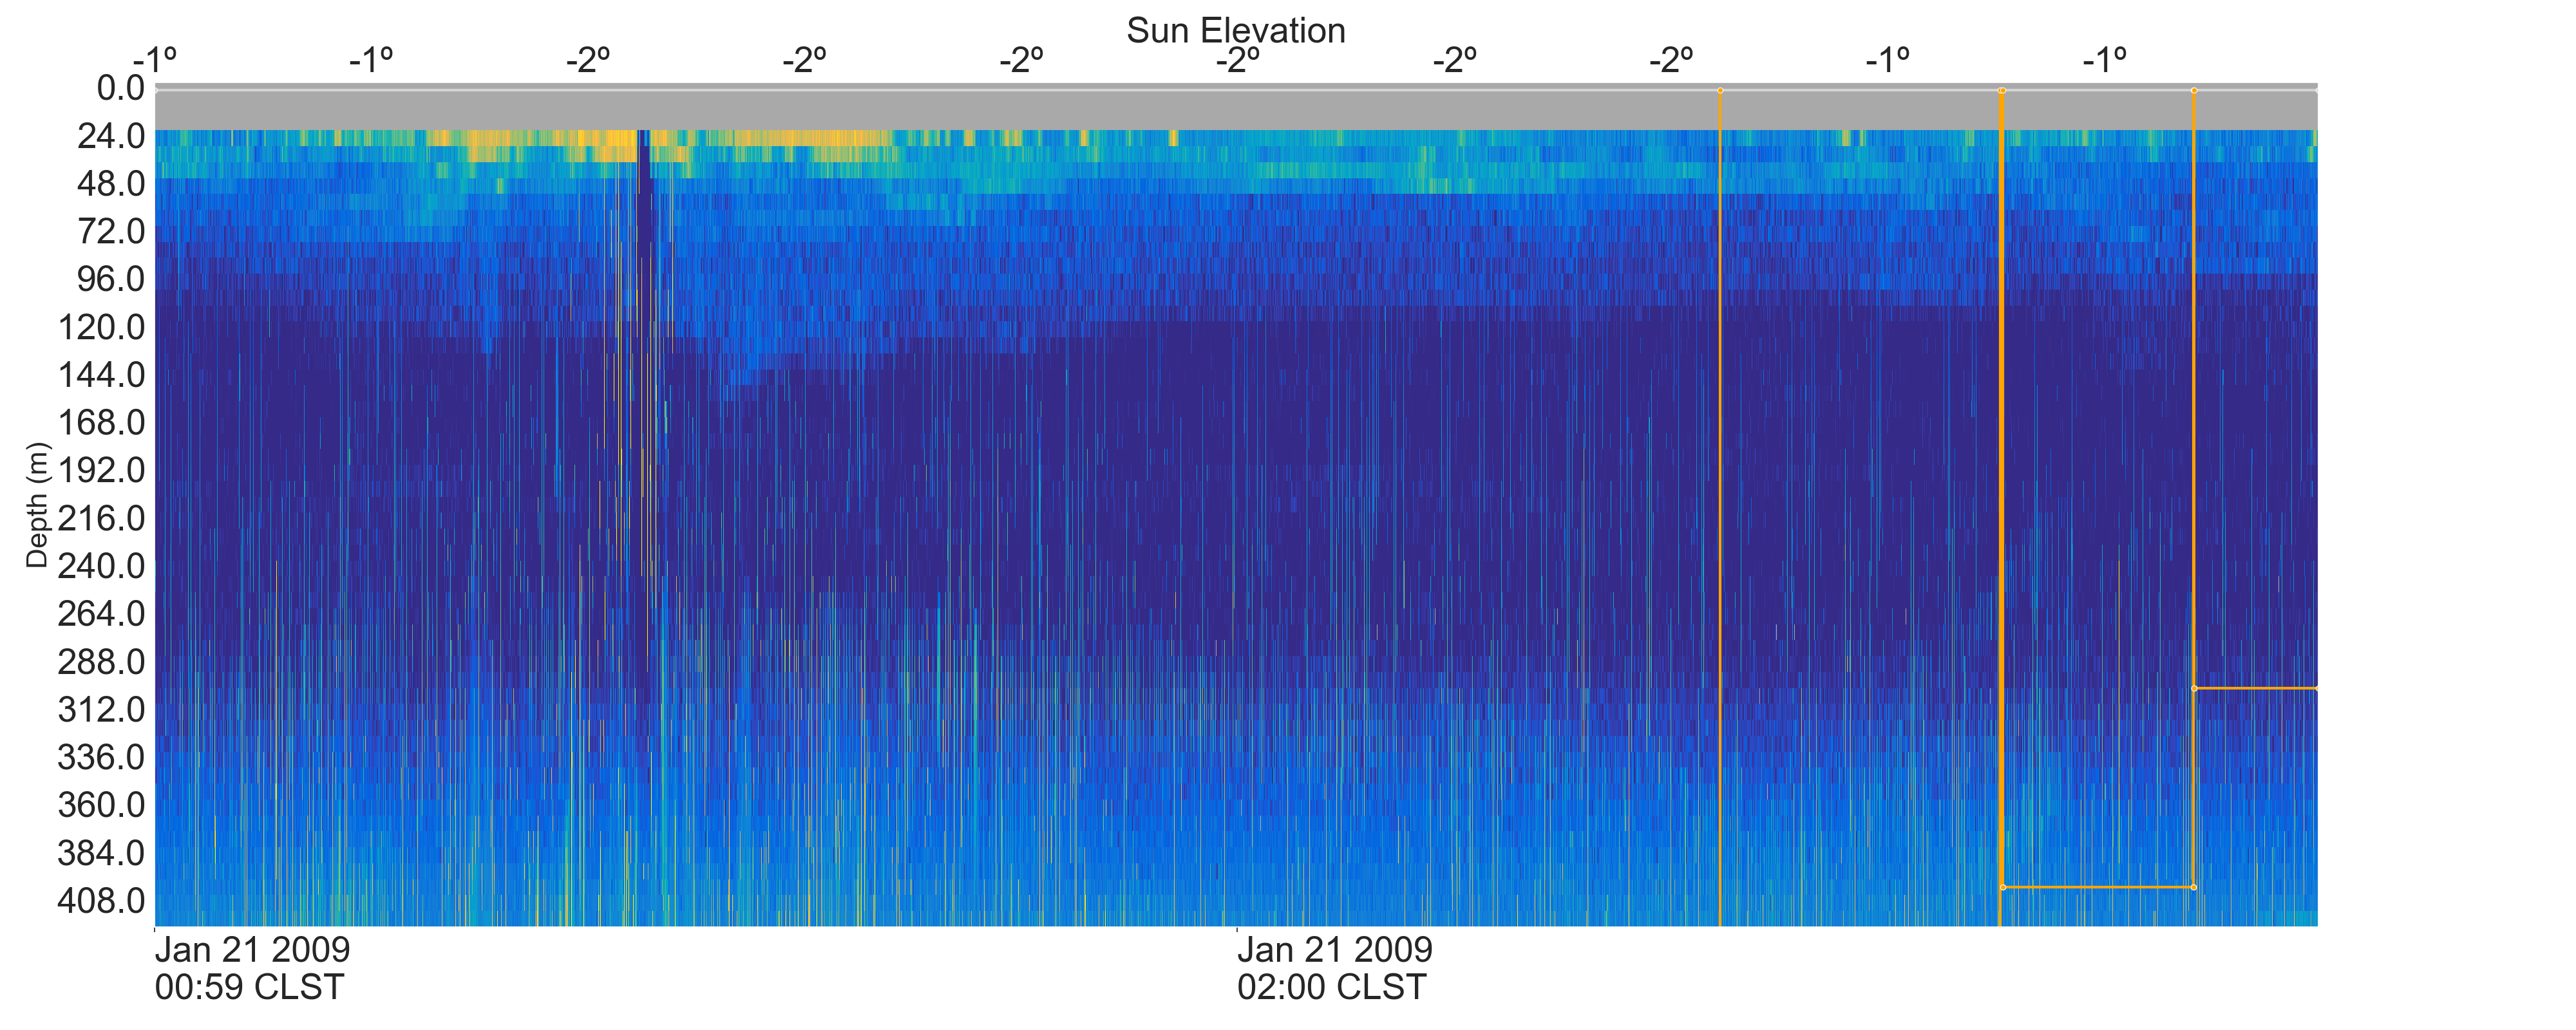 Sun Elevation
-1º -1º -2º -2º -2º -2º -2º -2º -1º -1º
0.0
24.0
48.0
72.0
96.0
120.0
144.0
168.0
192.0
216.0
240.0
264.0
288.0
312.0
336.0
360.0
384.0
408.0
Depth (m)
Jan 21 2009
00:59 CLST
Jan 21 2009
02:00 CLST